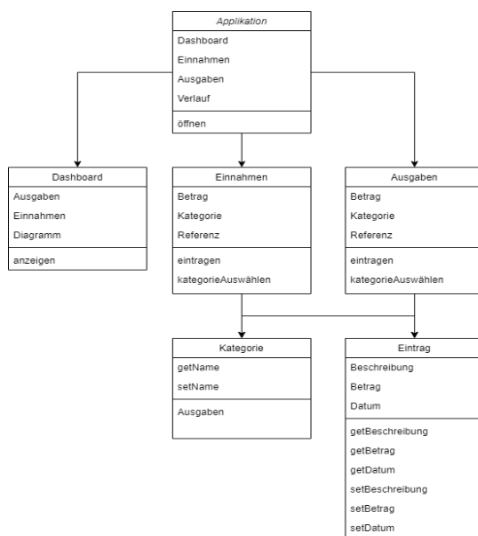 Applikation
Dashboard
Einnahmen
Ausgaben
Verlauf
öffnen
Dashboard
Ausgaben
Einnahmen
Diagramm
anzeigen
Einnahmen
Betrag
Kategorie
Referenz
eintragen
kategorieAuswählen
Ausgaben
Betrag
Kategorie
Referenz
eintragen
kategorieAuswählen
Kategorie
getName
setName
Ausgaben
Eintrag
Beschreibung
Betrag
Datum
getBeschreibung
getBetrag
getDatum
setBeschreibung
setBetrag
setDatum